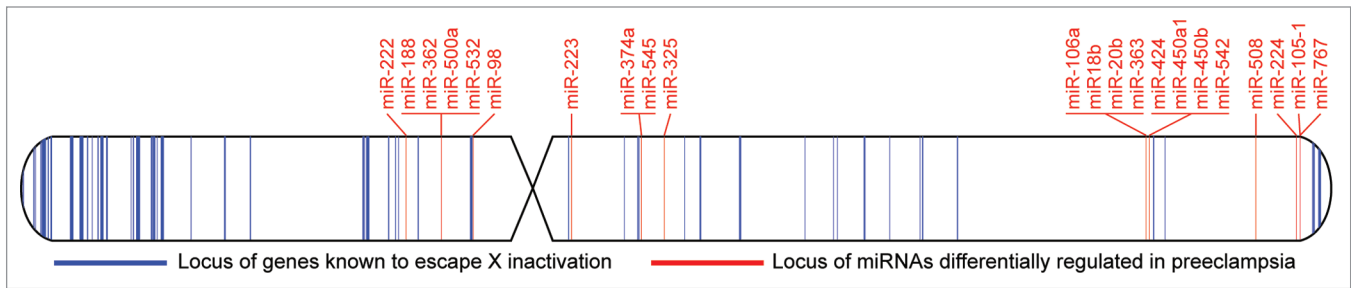 miR-222
miR-188
miR-362
miR-500a
miR-532
miR-98
miR-223
miR-374a
miR-545
miR-325
miR-106a
miR18b
miR-20b
miR-363
miR-424
miR-450a1
miR-450b
miR-542
miR-508
miR-224
miR-105-1
miR-767
Locus of genes known to escape X inactivation
Locus of miRNAs differentially regulated in preeclampsia